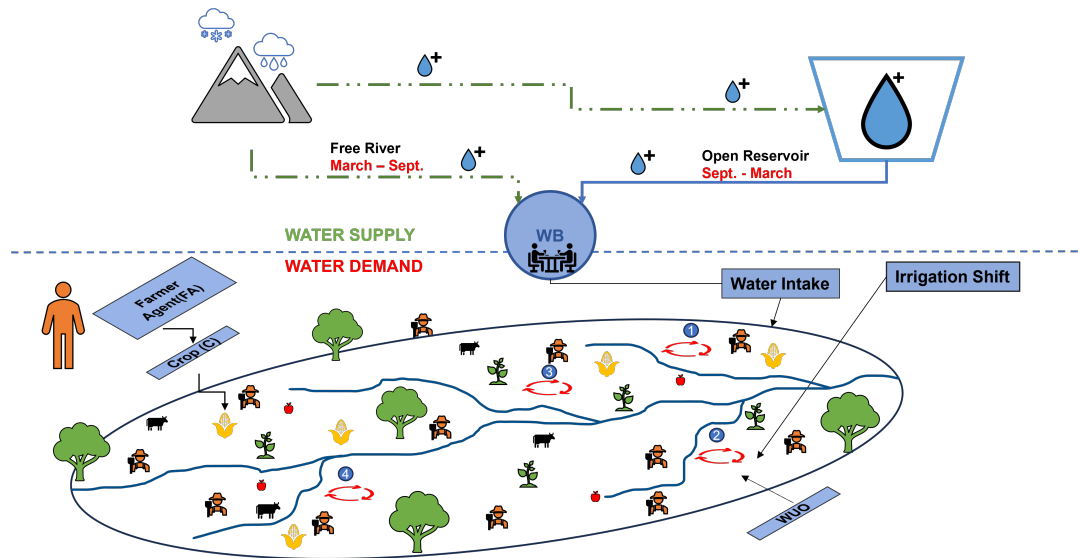 Free River
March – Sept.
Open Reservoir
Sept. - March
WB
WATER SUPPLY
WATER DEMAND
Water Intake
Irrigation Shift
Farmer
Agent(FA)
Crop (C)
1
3
2
4
WUO